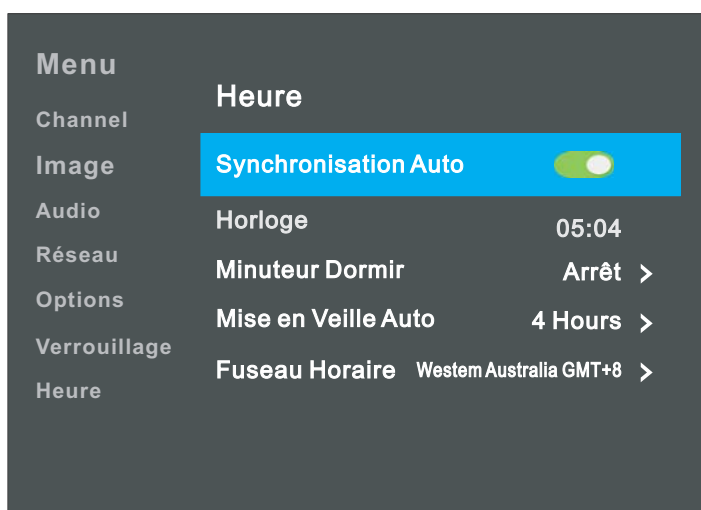 Menu
Channel
Image
Audio
Réseau
Options
Verrouillage
Heure
Heure
Synchronisation Auto
Horloge 05:04
Minuteur Dormir Arrêt >
Mise en Veille Auto 4 Hours >
Fuseau Horaire Westem Australia GMT+8 >